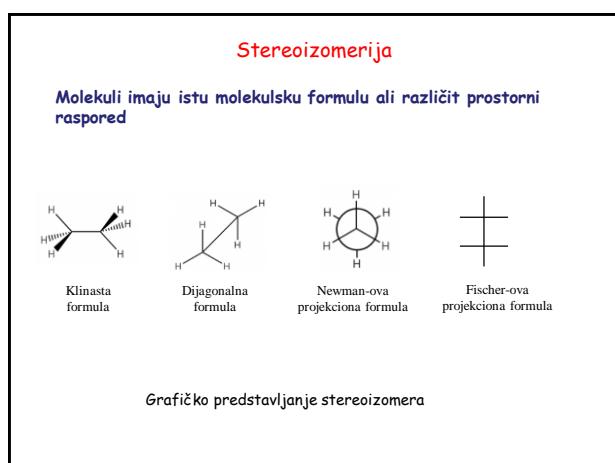 Stereoizomerija
Molekuli imaju istu molekulsku formulu ali različit prostorni
raspored
H H H H H H
H H H H H H
H H H H H H
Klinasta
formula
Dijagonalna
formula
Newman-ova
projekciona formula
Fischer-ova
projekciona formula
Grafičko predstavljanje stereoizomera